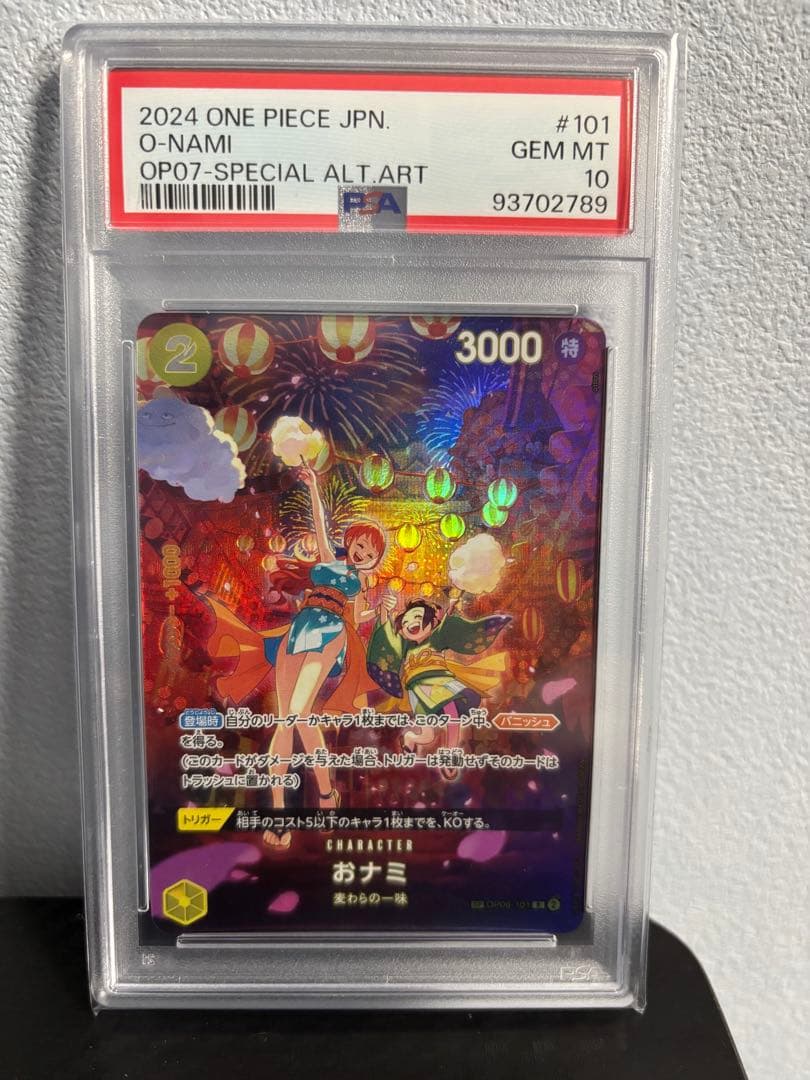 2024 ONE PIECE JPN. #101
O-NAMI GEM MT
OP07-SPECIAL ALT.ART 10
PSA 93702789
2 3000 特
+1000
登場時 自分のリーダーかキャラ1枚までは、このターン中、バニッシュ
を得る。
(このカードがダメージを与えた場合、トリガーは発動せずそのカードは
トラッシュに置かれる)
トリガー 相手のコスト5以下のキャラ1枚までを、KOする。
CHARACTER
おナミ
麦わらの一味
SP OP06-101 R 2
PSA